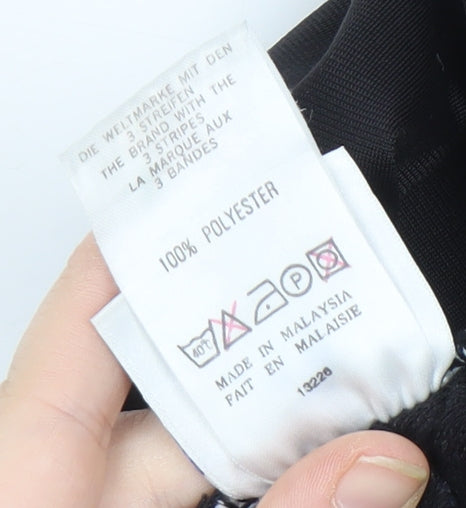 DIE WELTMARKE MIT DEN
3 STREIFEN
THE BRAND WITH THE
3 STRIPES
LA MARQUE AUX
3 BANDES
100% POLYESTER
40° P
MADE IN MALAYSIA
FAIT EN MALAISIE
13226